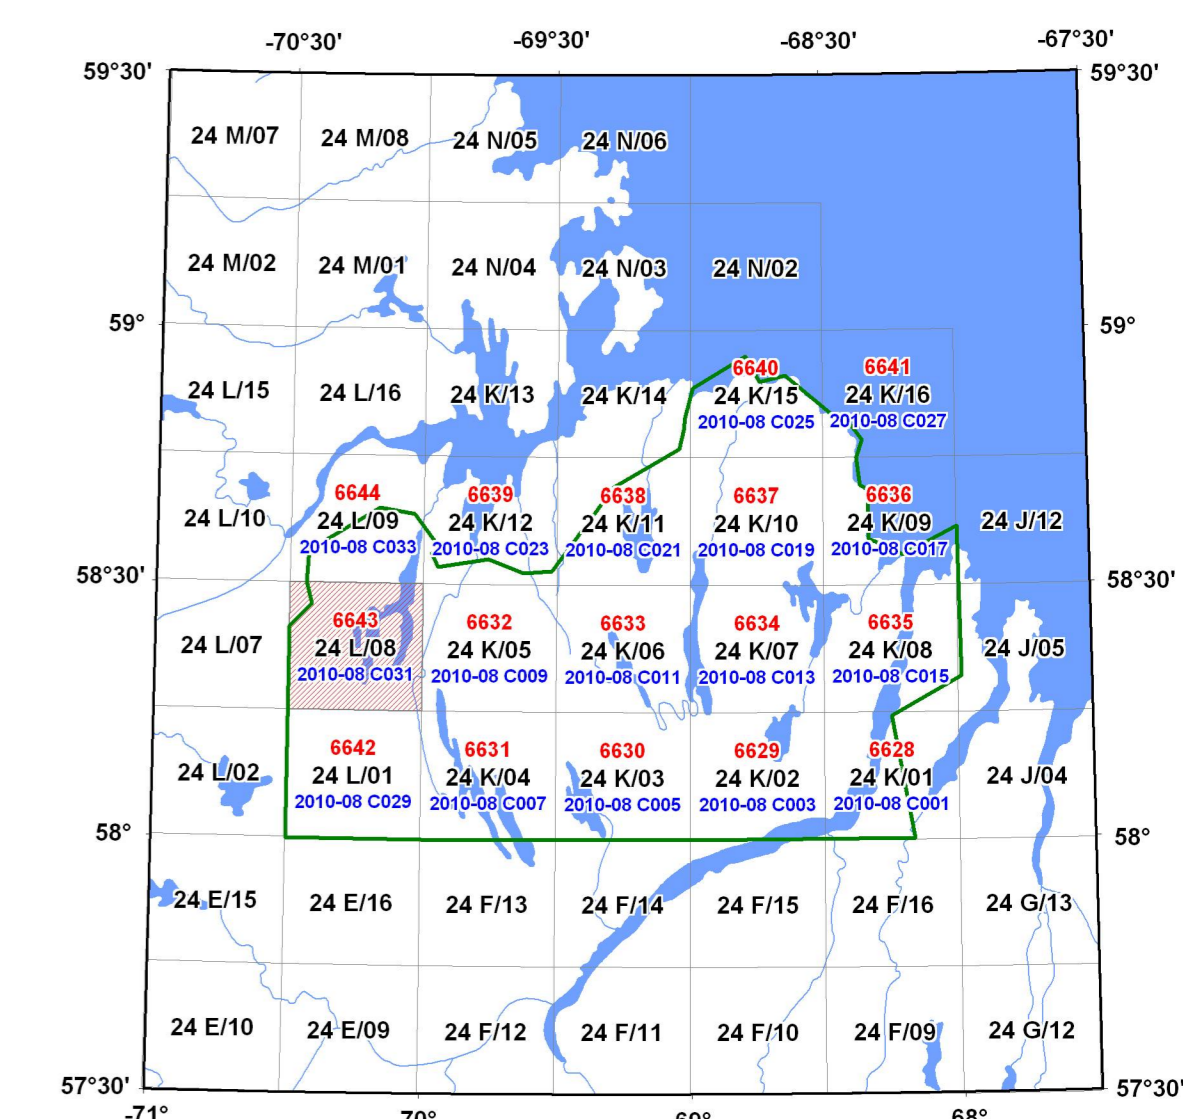 -70°30' -69°30' -68°30' -67°30'
59°30' 59°30'
24 M/07 24 M/08 24 N/05 24 N/06
24 M/02 24 M/01 24 N/04 24 N/03 24 N/02
59° 59°
6640 6641
24 L/15 24 L/16 24 K/13 24 K/14 24 K/15 24 K/16
2010-08 C025 2010-08 C027
6644 6639 6638 6637 6636
24 L/10 24 L/09 24 K/12 24 K/11 24 K/10 24 K/09 24 J/12
2010-08 C033 2010-08 C023 2010-08 C021 2010-08 C019 2010-08 C017
58°30' 58°30'
6643 6632 6633 6634 6635
24 L/07 24 L/08 24 K/05 24 K/06 24 K/07 24 K/08 24 J/05
2010-08 C031 2010-08 C009 2010-08 C011 2010-08 C013 2010-08 C015
6642 6631 6630 6629 6628
24 L/02 24 L/01 24 K/04 24 K/03 24 K/02 24 K/01 24 J/04
2010-08 C029 2010-08 C007 2010-08 C005 2010-08 C003 2010-08 C001
58° 58°
24 E/15 24 E/16 24 F/13 24 F/14 24 F/15 24 F/16 24 G/13
24 E/10 24 E/09 24 F/12 24 F/11 24 F/10 24 F/09 24 G/12
57°30' 57°30'
-71° -70° -69° -68°